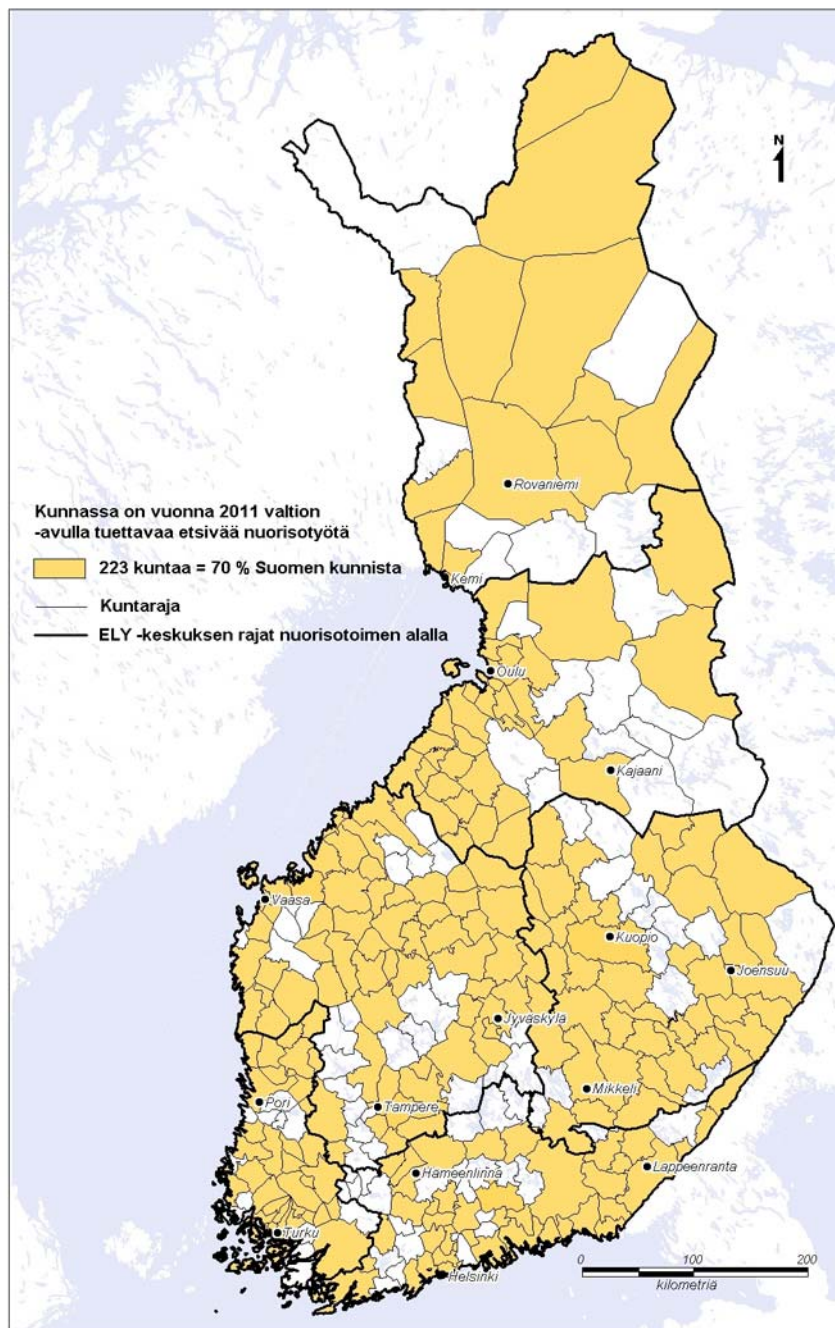 N
Rovaniemi
Kunnassa on vuonna 2011 valtion
-avulla tuettavaa etsivää nuorisotyötä
223 kuntaa = 70 % Suomen kunnista
Kemi
Kuntaraja
ELY -keskuksen rajat nuorisotoimen alalla
Oulu
Kajaani
Vaasa
Kuopio
Joensuu
Jyväskylä
Mikkeli
Pori
Tampere
Lappeenranta
Hämeenlinna
Turku
Helsinki
0 100 200
kilometriä